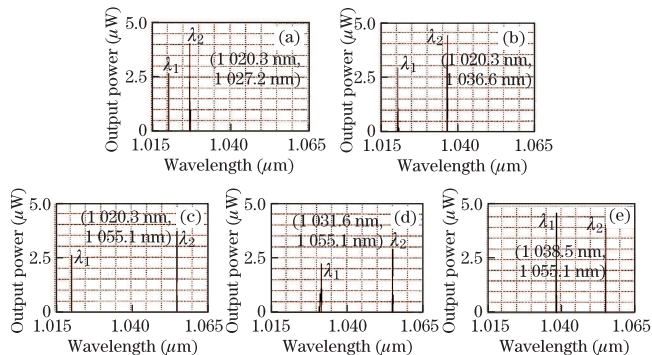 Output power (μW)
5.0
2.5
0
λ1
λ2
(a)
(1 020.3 nm,
1 027.2 nm)
1.015
1.040
1.065
Wavelength (μm)
Output power (μW)
5.0
2.5
0
λ1
λ2
(b)
(1 020.3 nm,
1 036.6 nm)
1.015
1.040
1.065
Wavelength (μm)
Output power (μW)
5.0
2.5
0
λ1
(1 020.3 nm,
(c)
1 055.1 nm)
λ2
1.015
1.040
1.065
Wavelength (μm)
Output power (μW)
5.0
2.5
0
(1 031.6 nm,
(d)
1 055.1 nm)
λ2
λ1
1.015
1.040
1.065
Wavelength (μm)
Output power (μW)
5.0
2.5
0
λ1
λ2
(e)
(1 038.5 nm,
1 055.1 nm)
1.015
1.040
1.065
Wavelength (μm)